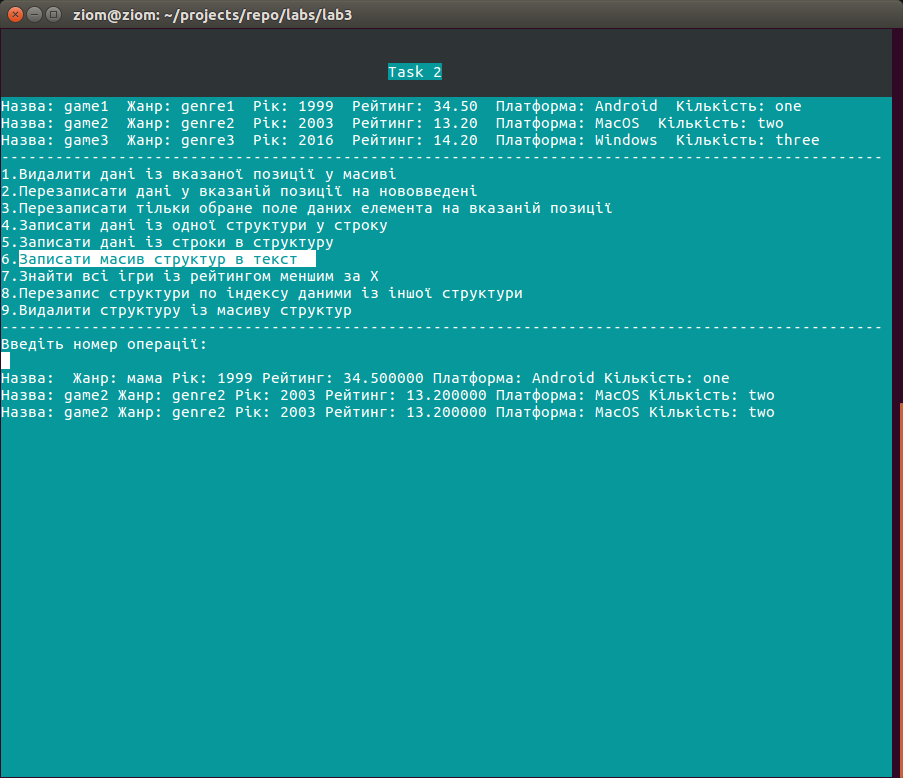 ziom@ziom: ~/projects/repo/labs/lab3
Task 2
Назва: game1  Жанр: genre1  Рік: 1999  Рейтинг: 34.50  Платформа: Android  Кількість: one
Назва: game2  Жанр: genre2  Рік: 2003  Рейтинг: 13.20  Платформа: MacOS  Кількість: two
Назва: game3  Жанр: genre3  Рік: 2016  Рейтинг: 14.20  Платформа: Windows  Кількість: three
--------------------------------------------------------------------------------------------------
1.Видалити дані із вказаної позиції у масиві
2.Перезаписати дані у вказаній позиції на нововведені
3.Перезаписати тільки обране поле даних елемента на вказаній позиції
4.Записати дані із одної структури у строку
5.Записати дані із строки в структуру
6.Записати масив структур в текст
7.Знайти всі ігри із рейтингом меншим за X
8.Перезапис структури по індексу даними із іншої структури
9.Видалити структуру із масиву структур
--------------------------------------------------------------------------------------------------
Введіть номер операції:
Назва:  Жанр: мама Рік: 1999 Рейтинг: 34.500000 Платформа: Android Кількість: one
Назва: game2 Жанр: genre2 Рік: 2003 Рейтинг: 13.200000 Платформа: MacOS Кількість: two
Назва: game2 Жанр: genre2 Рік: 2003 Рейтинг: 13.200000 Платформа: MacOS Кількість: two